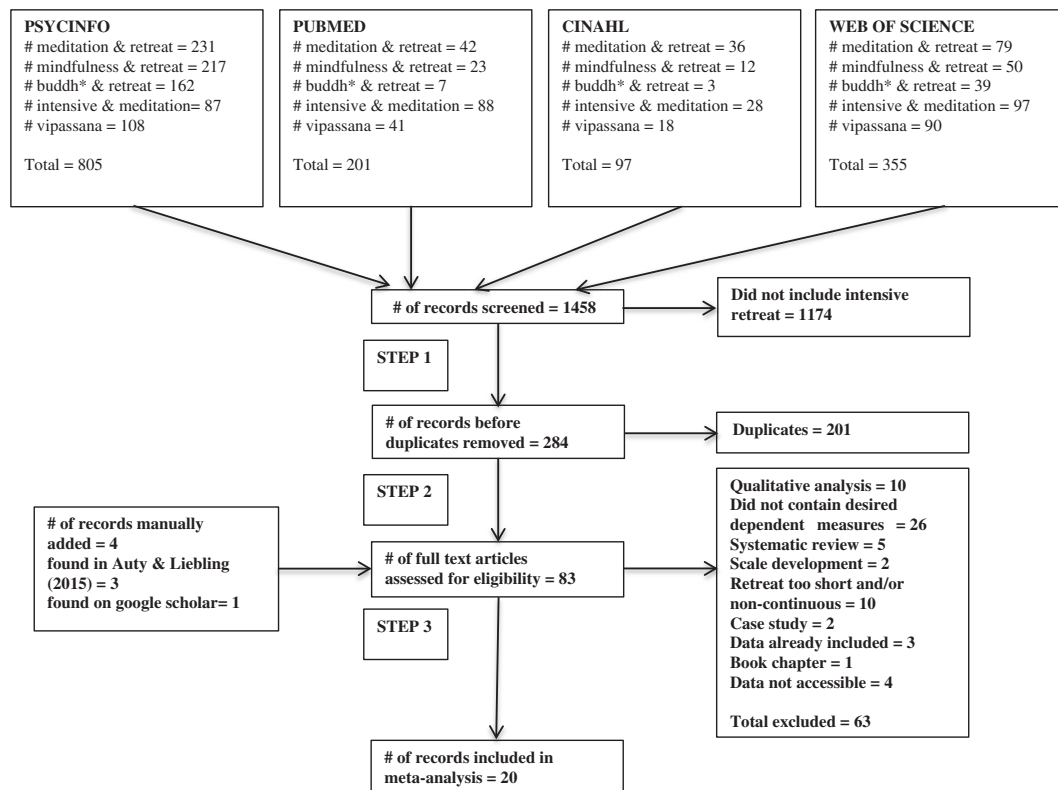 PSYCINFO
# meditation & retreat = 231
# mindfulness & retreat = 217
# buddh* & retreat = 162
# intensive & meditation= 87
# vipassana = 108
Total = 805
PUBMED
# meditation & retreat = 42
# mindfulness & retreat = 23
# buddh* & retreat = 7
# intensive & meditation = 88
# vipassana = 41
Total = 201
CINAHL
# meditation & retreat = 36
# mindfulness & retreat = 12
# buddh* & retreat = 3
# intensive & meditation = 28
# vipassana = 18
Total = 97
WEB OF SCIENCE
# meditation & retreat = 79
# mindfulness & retreat = 50
# buddh* & retreat = 39
# intensive & meditation = 97
# vipassana = 90
Total = 355
# of records screened = 1458
Did not include intensive
retreat = 1174
STEP 1
# of records before
duplicates removed = 284
Duplicates = 201
STEP 2
# of records manually
added = 4
found in Auty & Liebling
(2015) = 3
found on google scholar= 1
# of full text articles
assessed for eligibility = 83
Qualitative analysis = 10
Did not contain desired
dependent measures = 26
Systematic review = 5
Scale development = 2
Retreat too short and/or
non-continuous = 10
Case study = 2
Data already included = 3
Book chapter = 1
Data not accessible = 4
Total excluded = 63
STEP 3
# of records included in
meta-analysis = 20